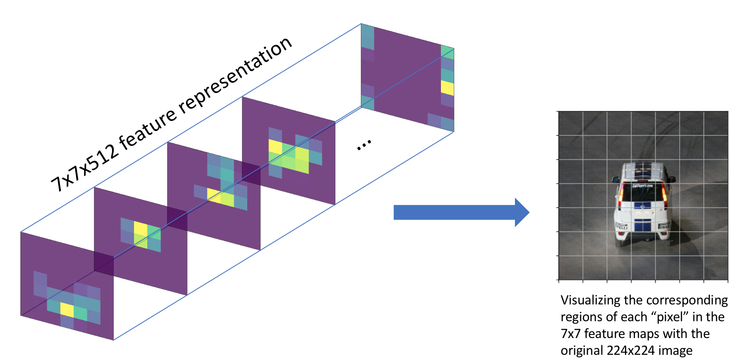 7x7x512 feature representation
...
Visualizing the corresponding
regions of each “pixel” in the
7x7 feature maps with the
original 224x224 image